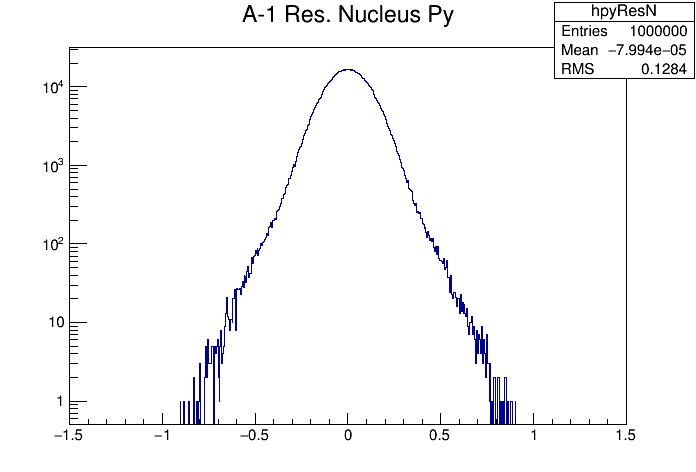 A-1 Res. Nucleus Py
hpyResN
Entries 1000000
Mean −7.994e−05
RMS 0.1284
10⁴
10³
10²
10
1
−1.5 −1 −0.5 0 0.5 1 1.5